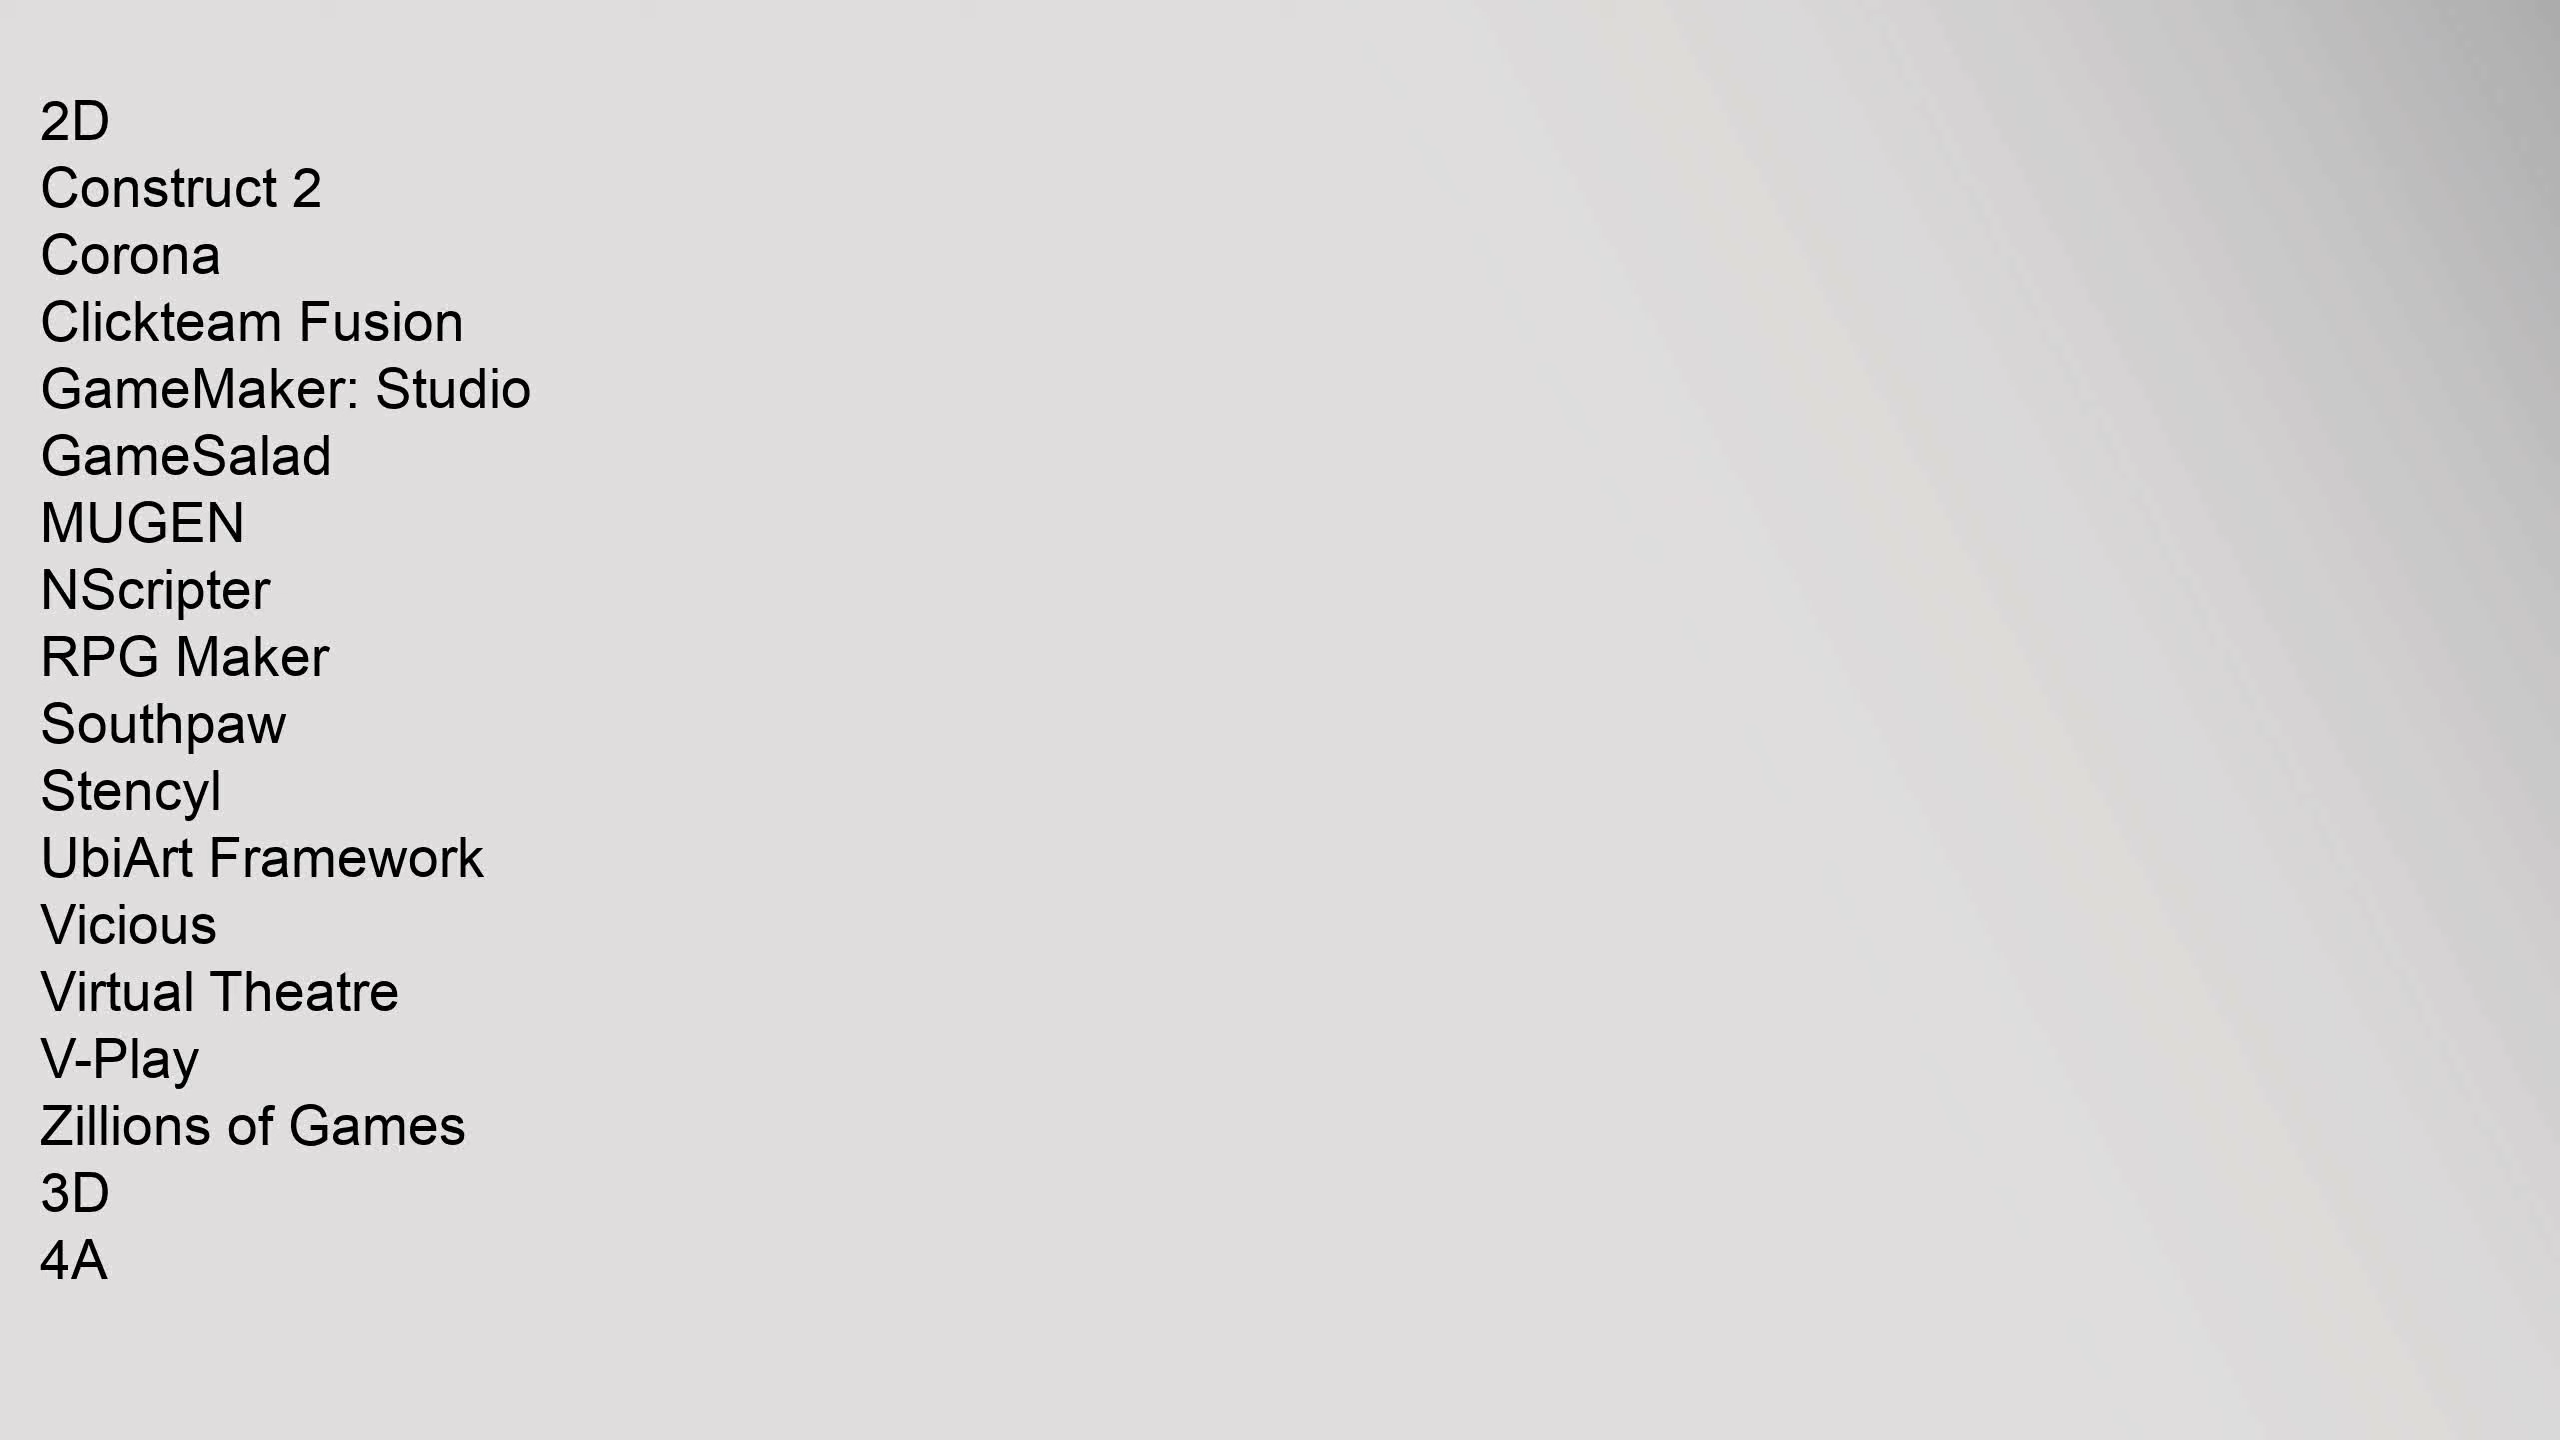 2D
Construct 2
Corona
Clickteam Fusion
GameMaker: Studio
GameSalad
MUGEN
NScripter
RPG Maker
Southpaw
Stencyl
UbiArt Framework
Vicious
Virtual Theatre
V-Play
Zillions of Games
3D
4A